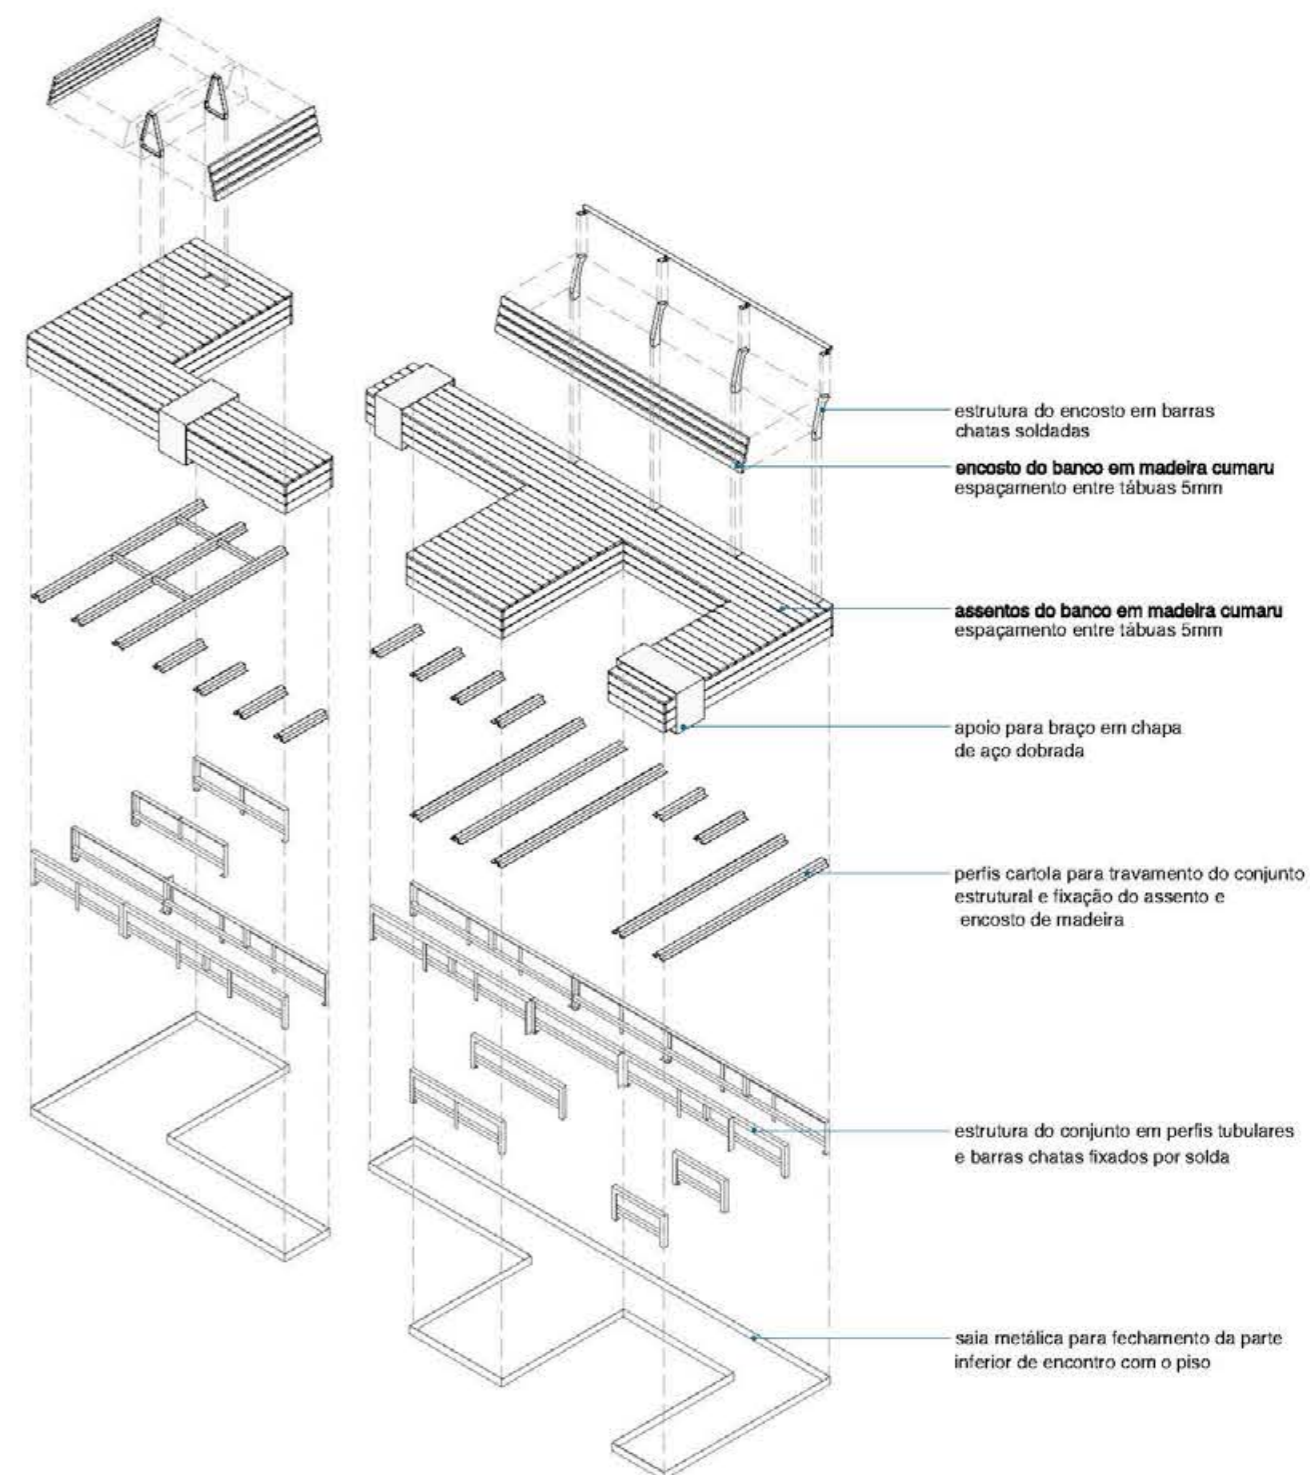 estrutura do encosto em barras
chatas soldadas
encosto do banco em madeira cumaru
espaçamento entre tábuas 5mm
assentos do banco em madeira cumaru
espaçamento entre tábuas 5mm
apoio para braço em chapa
de aço dobrada
perfis cartola para travamento do conjunto
estrutural e fixação do assento e
encosto de madeira
estrutura do conjunto em perfis tubulares
e barras chatas fixados por solda
saia metálica para fechamento da parte
inferior de encontro com o piso